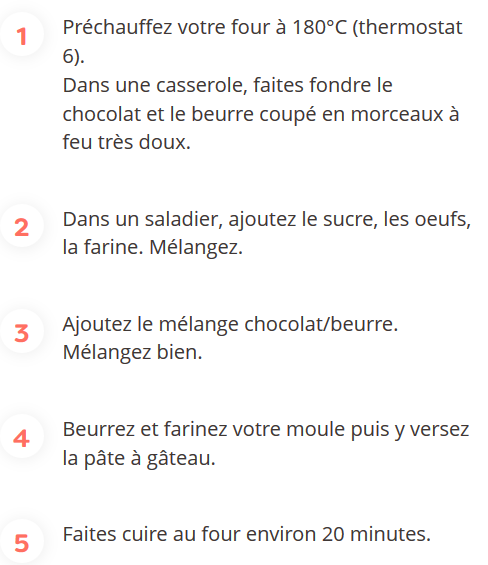 1
Préchauffez votre four à 180°C (thermostat
6).
Dans une casserole, faites fondre le
chocolat et le beurre coupé en morceaux à
feu très doux.
2
Dans un saladier, ajoutez le sucre, les oeufs,
la farine. Mélangez.
3
Ajoutez le mélange chocolat/beurre.
Mélangez bien.
4
Beurrez et farinez votre moule puis y versez
la pâte à gâteau.
5
Faites cuire au four environ 20 minutes.